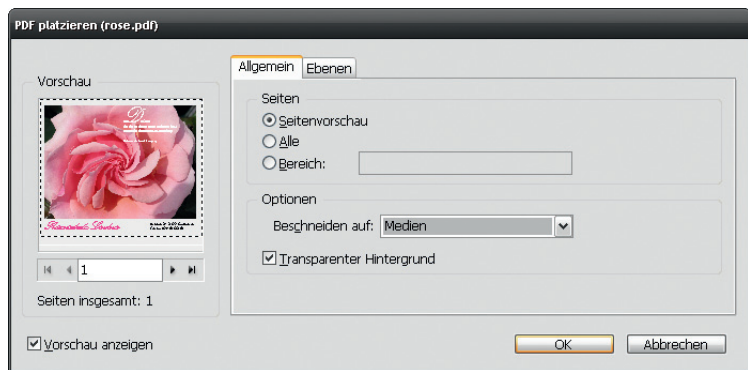 PDF platzieren (rose.pdf)
Vorschau
1
Seiten insgesamt: 1
Vorschau anzeigen
Allgemein Ebenen
Seiten
Seitenvorschau
Alle
Bereich:
Optionen
Beschneiden auf: Medien
Transparenter Hintergrund
OK Abbrechen